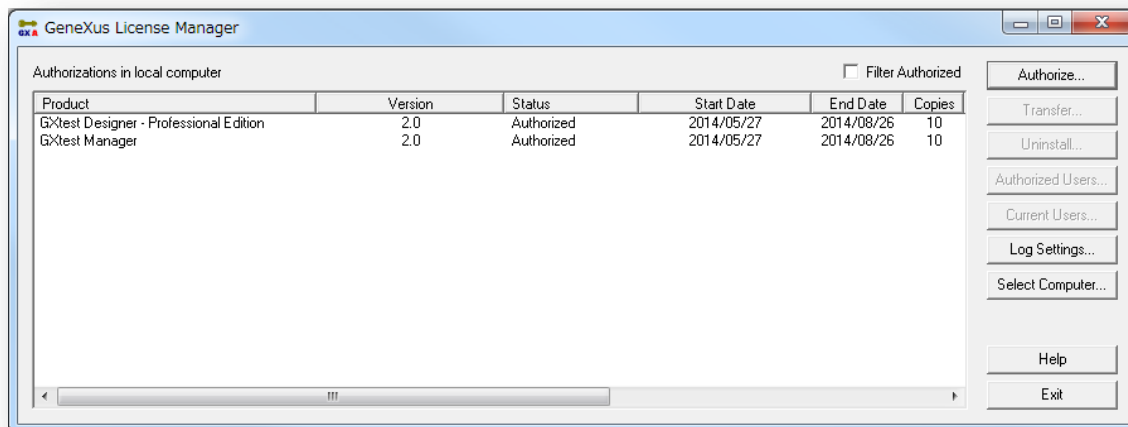 GXA GeneXus License Manager
Authorizations in local computer
Filter Authorized
Product Version Status Start Date End Date Copies
GXtest Designer - Professional Edition 2.0 Authorized 2014/05/27 2014/08/26 10
GXtest Manager 2.0 Authorized 2014/05/27 2014/08/26 10
Authorize...
Transfer...
Uninstall...
Authorized Users...
Current Users...
Log Settings...
Select Computer...
Help
Exit